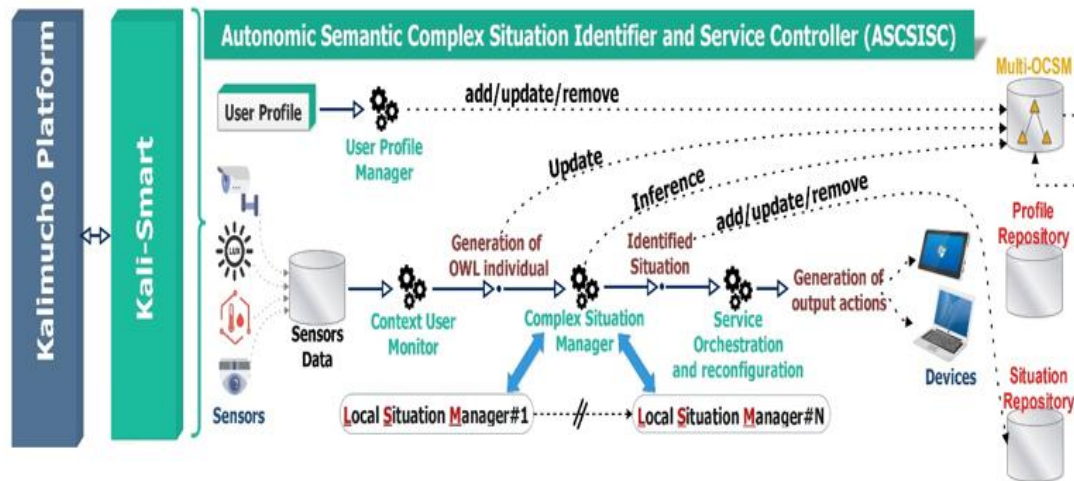 Kalimucho Platform
Kali-Smart
Autonomic Semantic Complex Situation Identifier and Service Controller (ASCSISC)
Multi-OCSM
User Profile
add/update/remove
User Profile
Manager
Update
Inference
add/update/remove
LUX
Generation of
OWL individual
Identified
Situation
Profile
Repository
Generation of
output actions
Sensors
Data
Context User
Monitor
Complex Situation
Manager
Service
Orchestration
and reconfiguration
Devices
Sensors
Situation
Repository
Local Situation Manager#1
//
Local Situation Manager#N